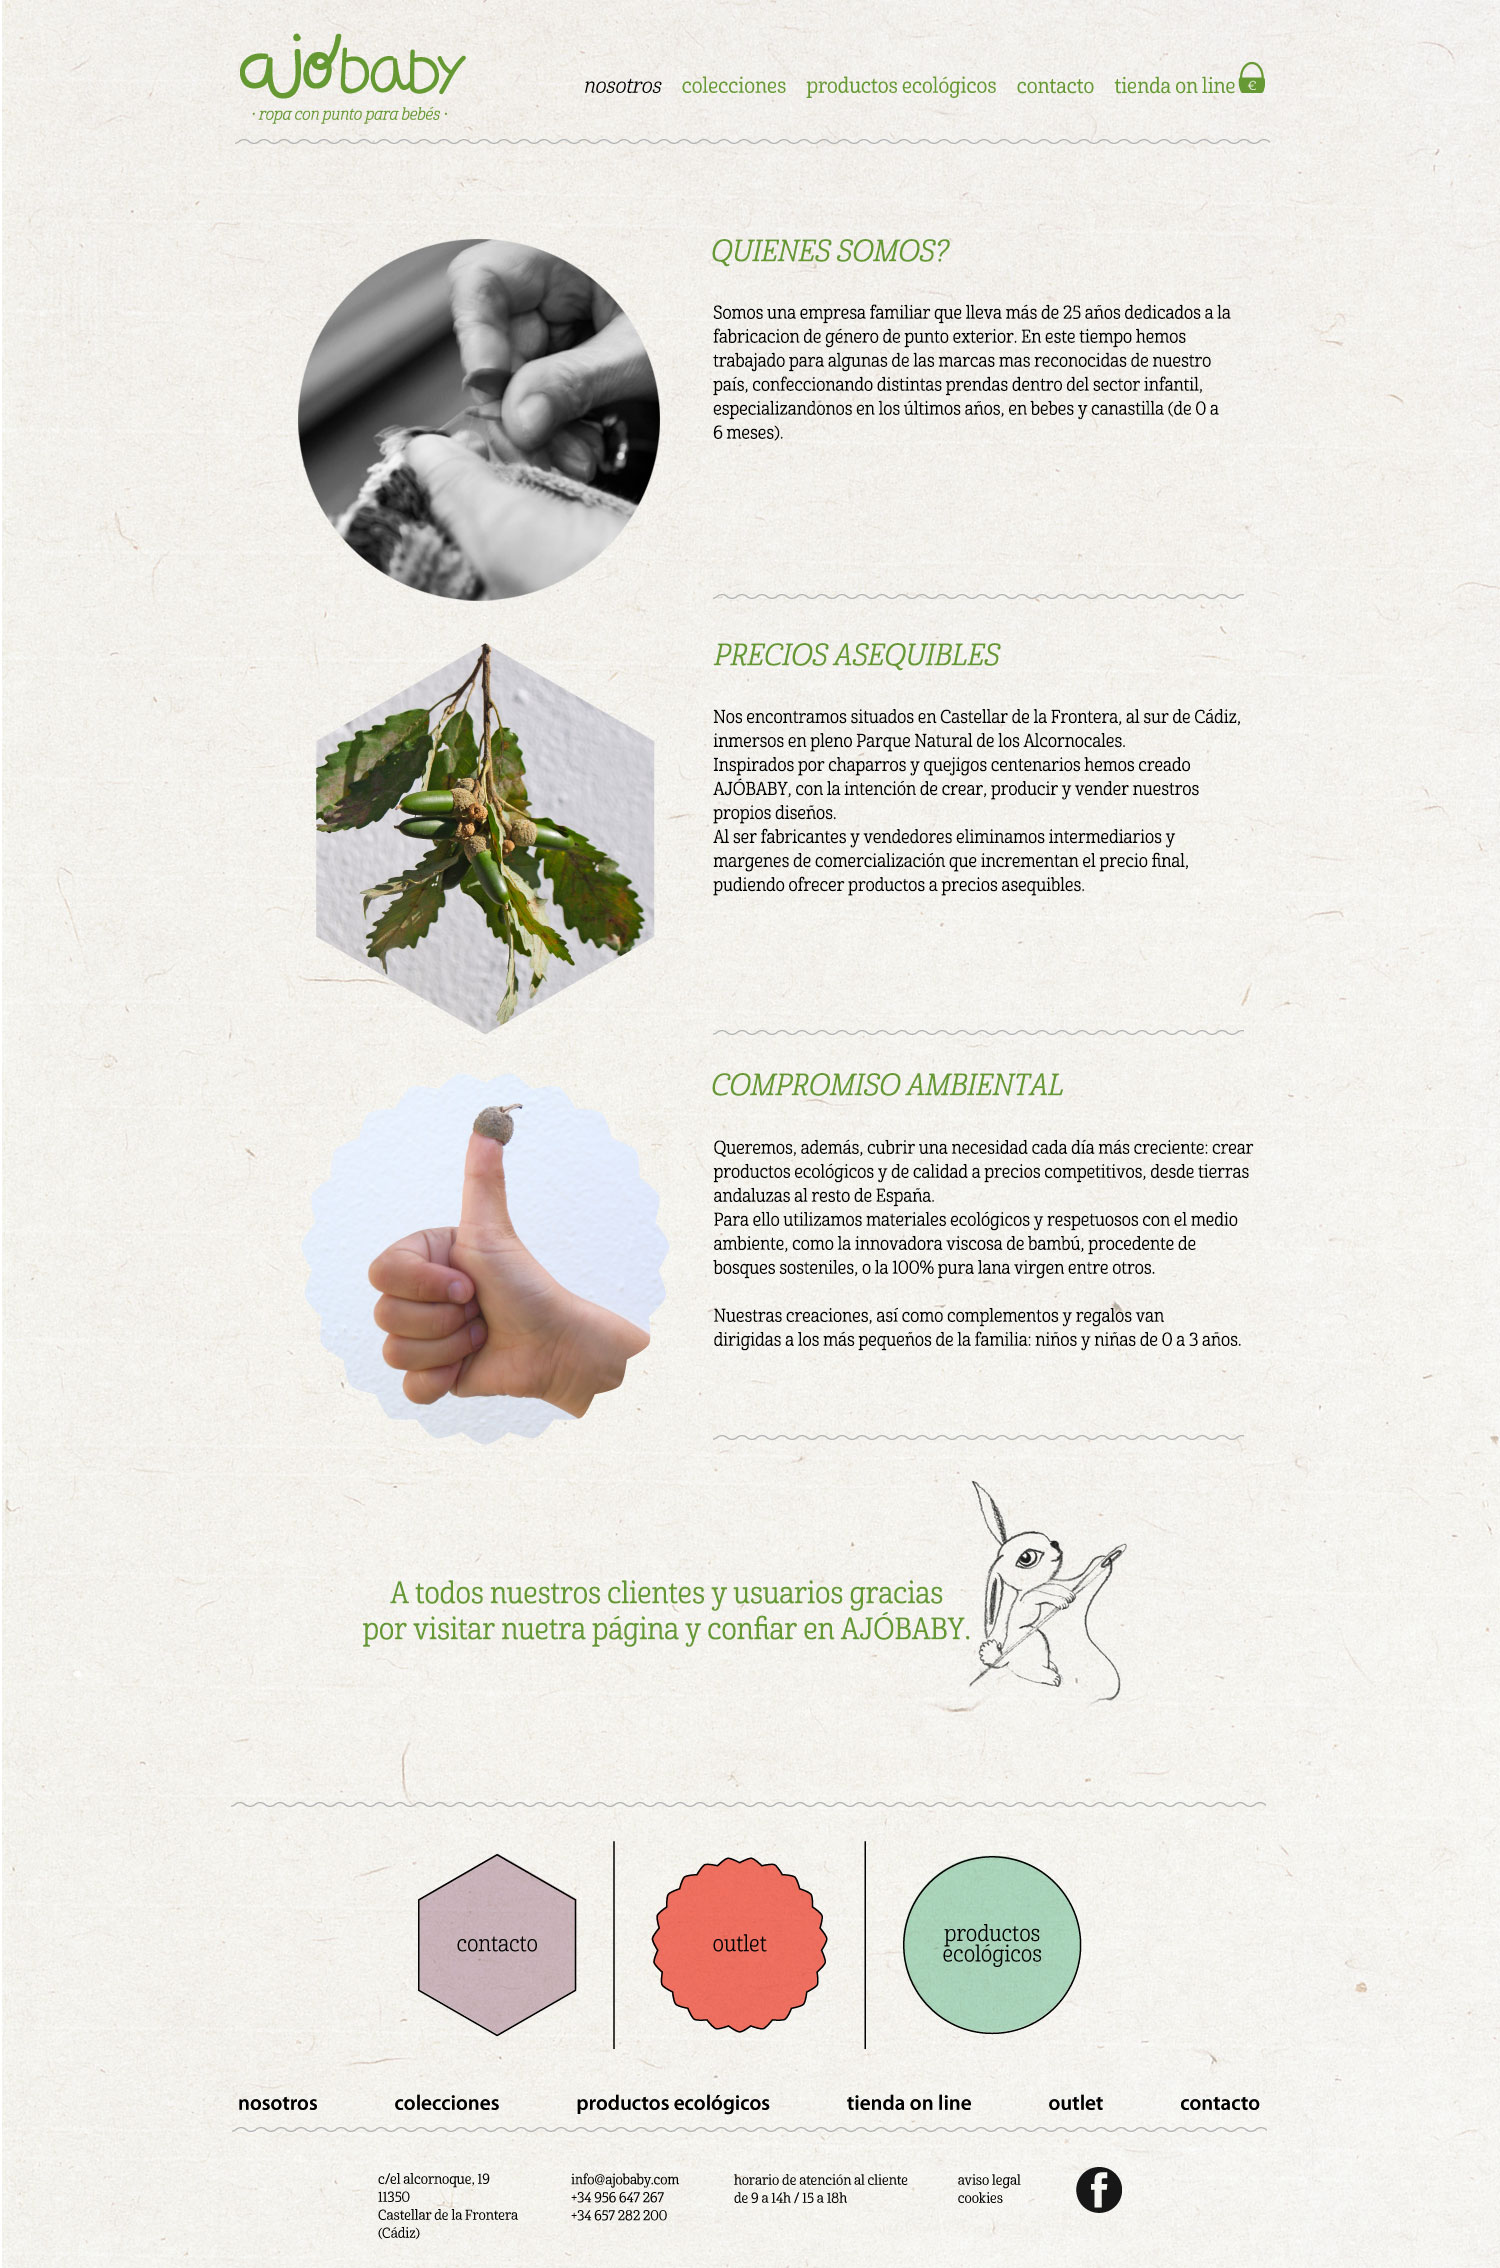 ajóbaby
· ropa con punto para bebés ·
nosotros colecciones productos ecológicos contacto tienda on line €
QUIENES SOMOS?
Somos una empresa familiar que lleva más de 25 años dedicados a la
fabricacion de género de punto exterior. En este tiempo hemos
trabajado para algunas de las marcas mas reconocidas de nuestro
país, confeccionando distintas prendas dentro del sector infantil,
especializandonos en los últimos años, en bebes y canastilla (de 0 a
6 meses).
PRECIOS ASEQUIBLES
Nos encontramos situados en Castellar de la Frontera, al sur de Cádiz,
inmersos en pleno Parque Natural de los Alcornocales.
Inspirados por chaparros y quejigos centenarios hemos creado
AJÓBABY, con la intención de crear, producir y vender nuestros
propios diseños.
Al ser fabricantes y vendedores eliminamos intermediarios y
margenes de comercialización que incrementan el precio final,
pudiendo ofrecer productos a precios asequibles.
COMPROMISO AMBIENTAL
Queremos, además, cubrir una necesidad cada día más creciente: crear
productos ecológicos y de calidad a precios competitivos, desde tierras
andaluzas al resto de España.
Para ello utilizamos materiales ecológicos y respetuosos con el medio
ambiente, como la innovadora viscosa de bambú, procedente de
bosques sosteniles, o la 100% pura lana virgen entre otros.
Nuestras creaciones, así como complementos y regalos van
dirigidas a los más pequeños de la familia: niños y niñas de 0 a 3 años.
A todos nuestros clientes y usuarios gracias
por visitar nuetra página y confiar en AJÓBABY.
contacto
outlet
productos
ecológicos
nosotros colecciones productos ecológicos tienda on line outlet contacto
c/el alcornoque, 19
11350
Castellar de la Frontera
(Cádiz)
info@ajobaby.com
+34 956 647 267
+34 657 282 200
horario de atención al cliente
de 9 a 14h / 15 a 18h
aviso legal
cookies
f